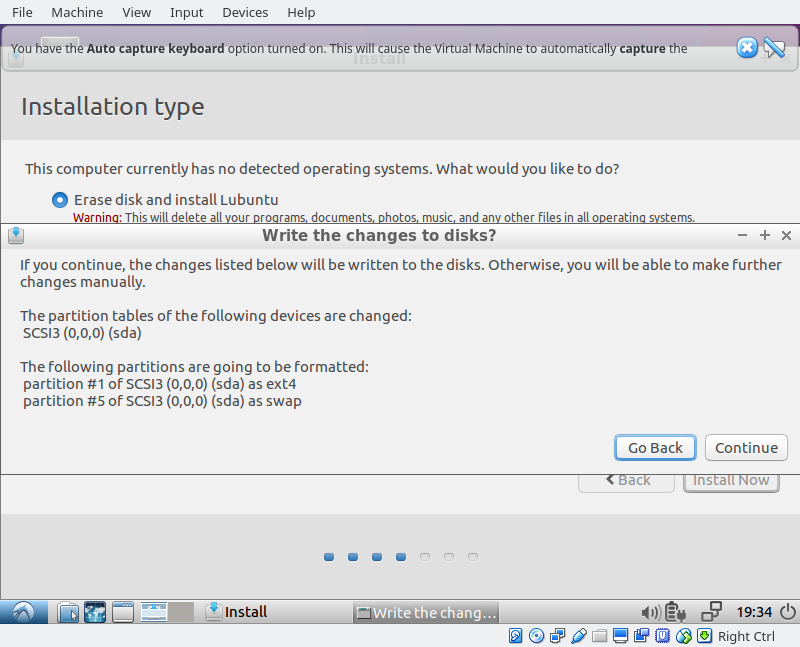 File Machine View Input Devices Help
You have the Auto capture keyboard option turned on. This will cause the Virtual Machine to automatically capture the
Install
Installation type
This computer currently has no detected operating systems. What would you like to do?
Erase disk and install Lubuntu
Warning: This will delete all your programs, documents, photos, music, and any other files in all operating systems.
Write the changes to disks?
If you continue, the changes listed below will be written to the disks. Otherwise, you will be able to make further
changes manually.
The partition tables of the following devices are changed:
SCSI3 (0,0,0) (sda)
The following partitions are going to be formatted:
partition #1 of SCSI3 (0,0,0) (sda) as ext4
partition #5 of SCSI3 (0,0,0) (sda) as swap
Go Back Continue
Back Install Now
Install Write the chang... 19:34
Right Ctrl